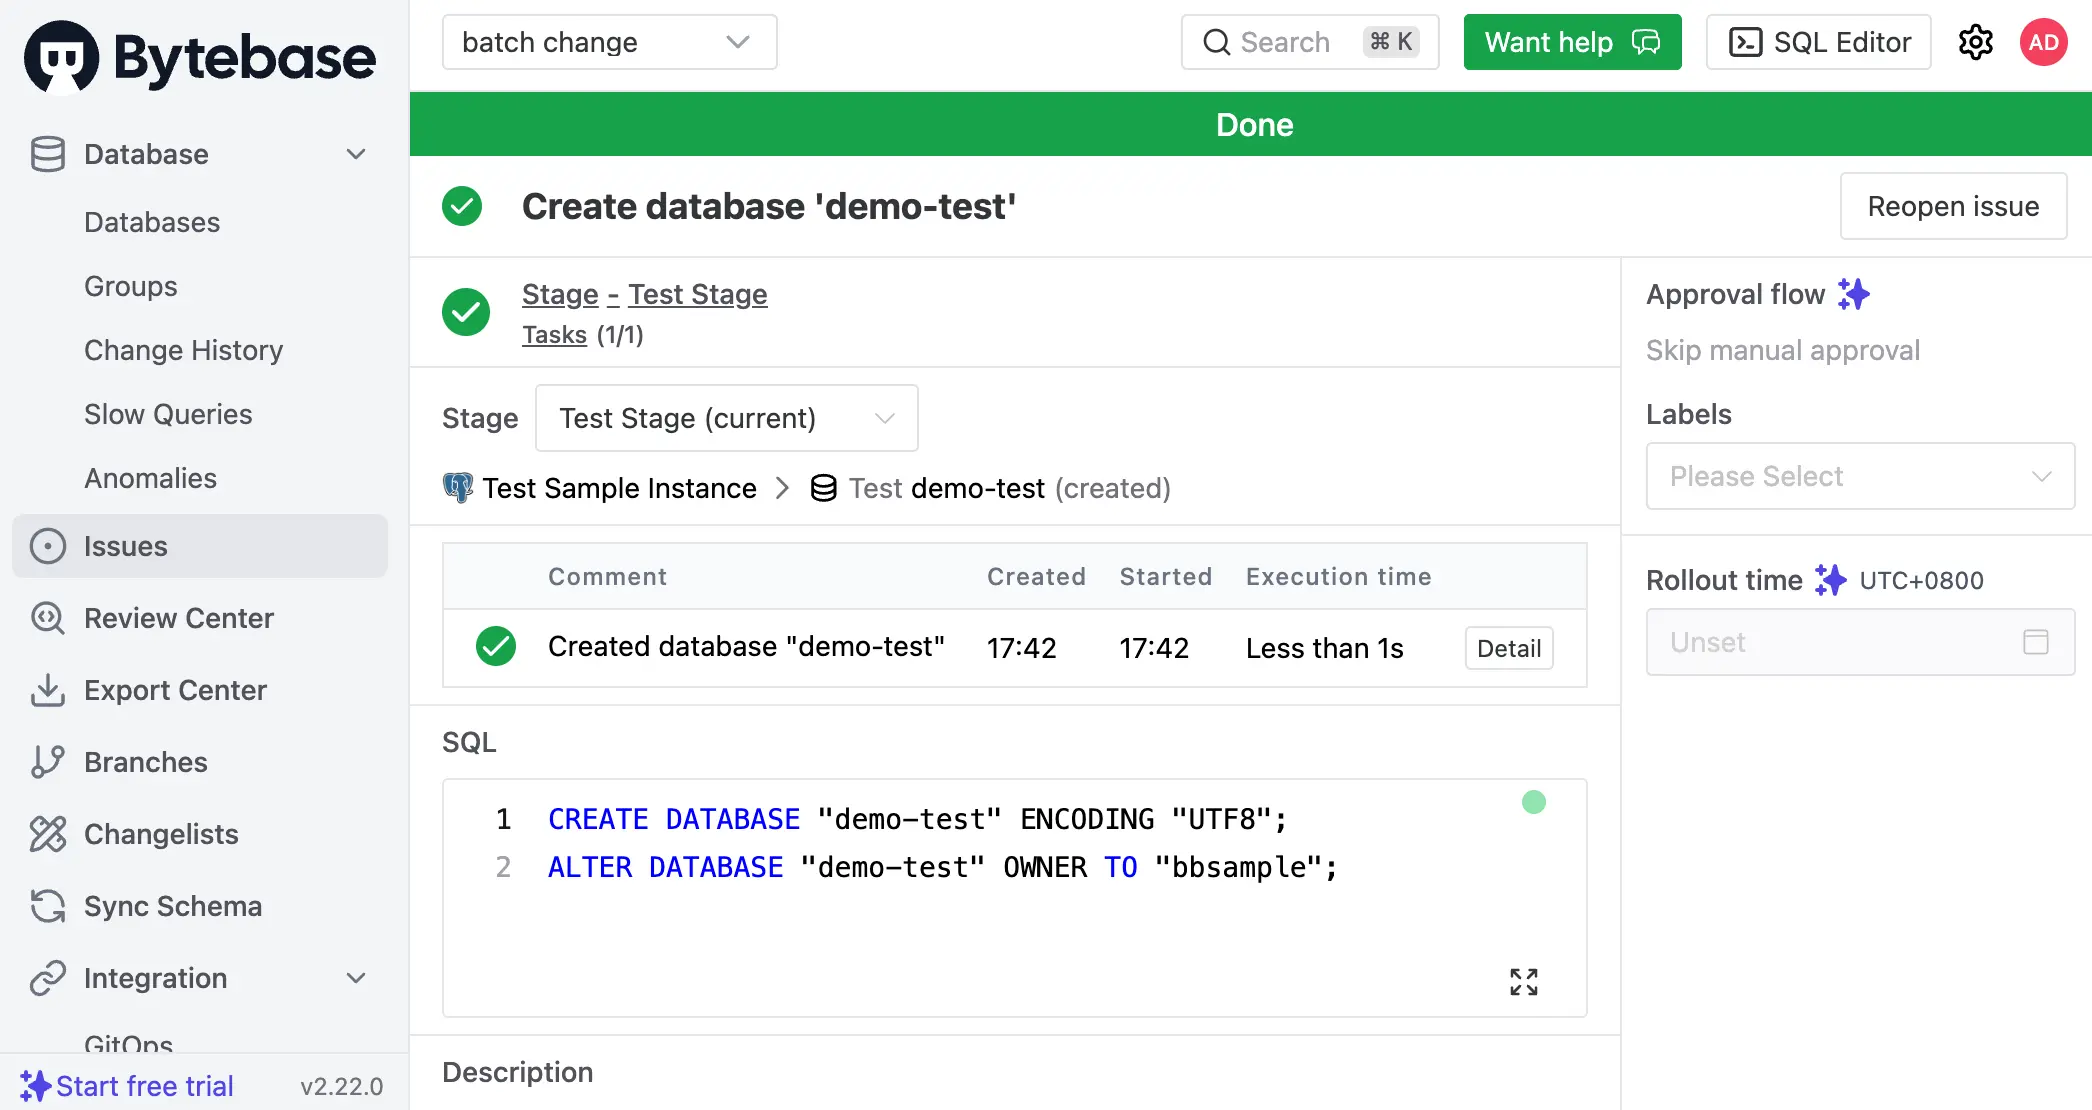 Bytebase
batch change
Search
⌘ K
Want help
SQL Editor
AD
Database
Databases
Groups
Change History
Slow Queries
Anomalies
Issues
Review Center
Export Center
Branches
Changelists
Sync Schema
Integration
GitOps
Start free trial
v2.22.0
Done
Create database 'demo-test'
Reopen issue
Stage - Test Stage
Tasks (1/1)
Stage
Test Stage (current)
Test Sample Instance > Test demo-test (created)
Comment Created Started Execution time
Created database "demo-test" 17:42 17:42 Less than 1s Detail
SQL
1 CREATE DATABASE "demo-test" ENCODING "UTF8";
2 ALTER DATABASE "demo-test" OWNER TO "bbsample";
Description
Approval flow
Skip manual approval
Labels
Please Select
Rollout time UTC+0800
Unset